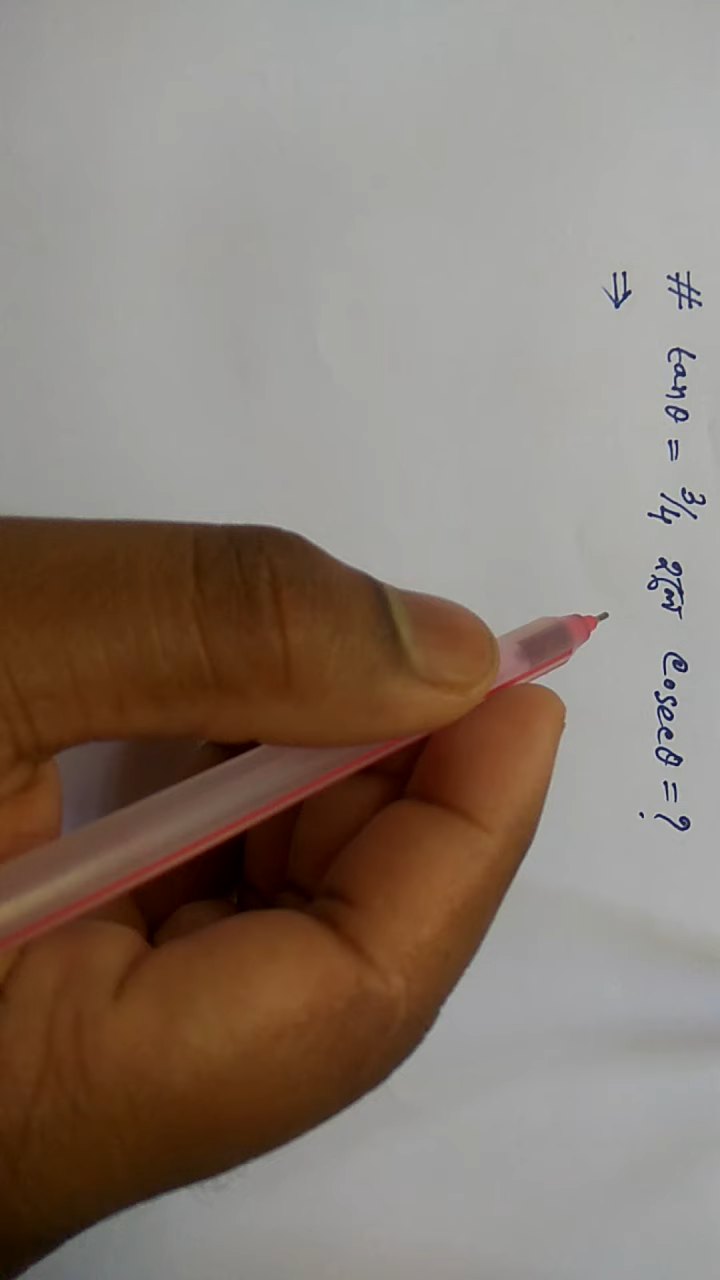 # tanθ = 3/4 হলে cosecθ = ?
⇒